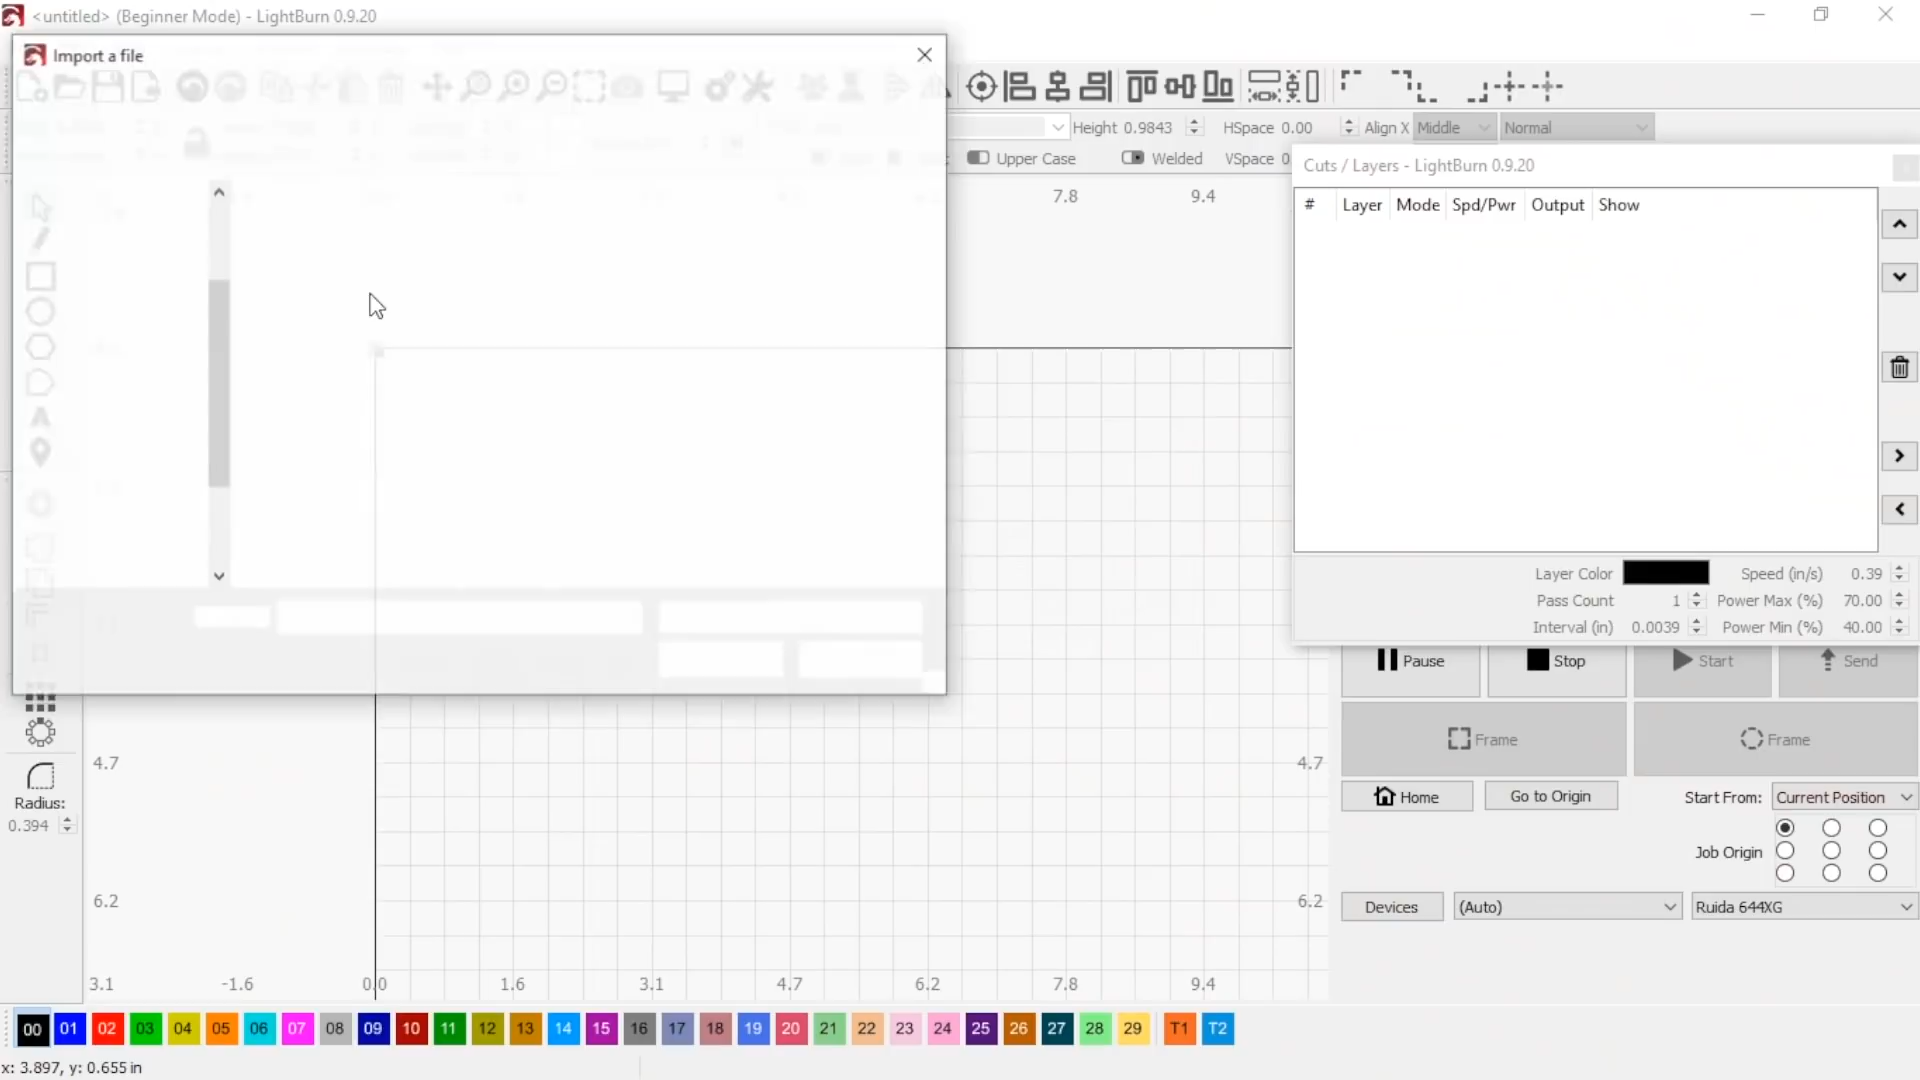 <untitled> (Beginner Mode) - LightBurn 0.9.20
Import a file
Height 0.9843 HSpace 0.00 Align X Middle Normal
Upper Case Welded VSpace 0
Cuts / Layers - LightBurn 0.9.20
# Layer Mode Spd/Pwr Output Show
7.8 9.4
Layer Color Speed (in/s) 0.39
Pass Count 1 Power Max (%) 70.00
Interval (in) 0.0039 Power Min (%) 40.00
Pause Stop Start Send
Frame Frame
Home Go to Origin Start From: Current Position
Job Origin
Devices (Auto) Ruida 644XG
Radius:
0.394
4.7 4.7
6.2 6.2
3.1 -1.6 0.0 1.6 3.1 4.7 6.2 7.8 9.4
00 01 02 03 04 05 06 07 08 09 10 11 12 13 14 15 16 17 18 19 20 21 22 23 24 25 26 27 28 29 T1 T2
x: 3.897, y: 0.655 in